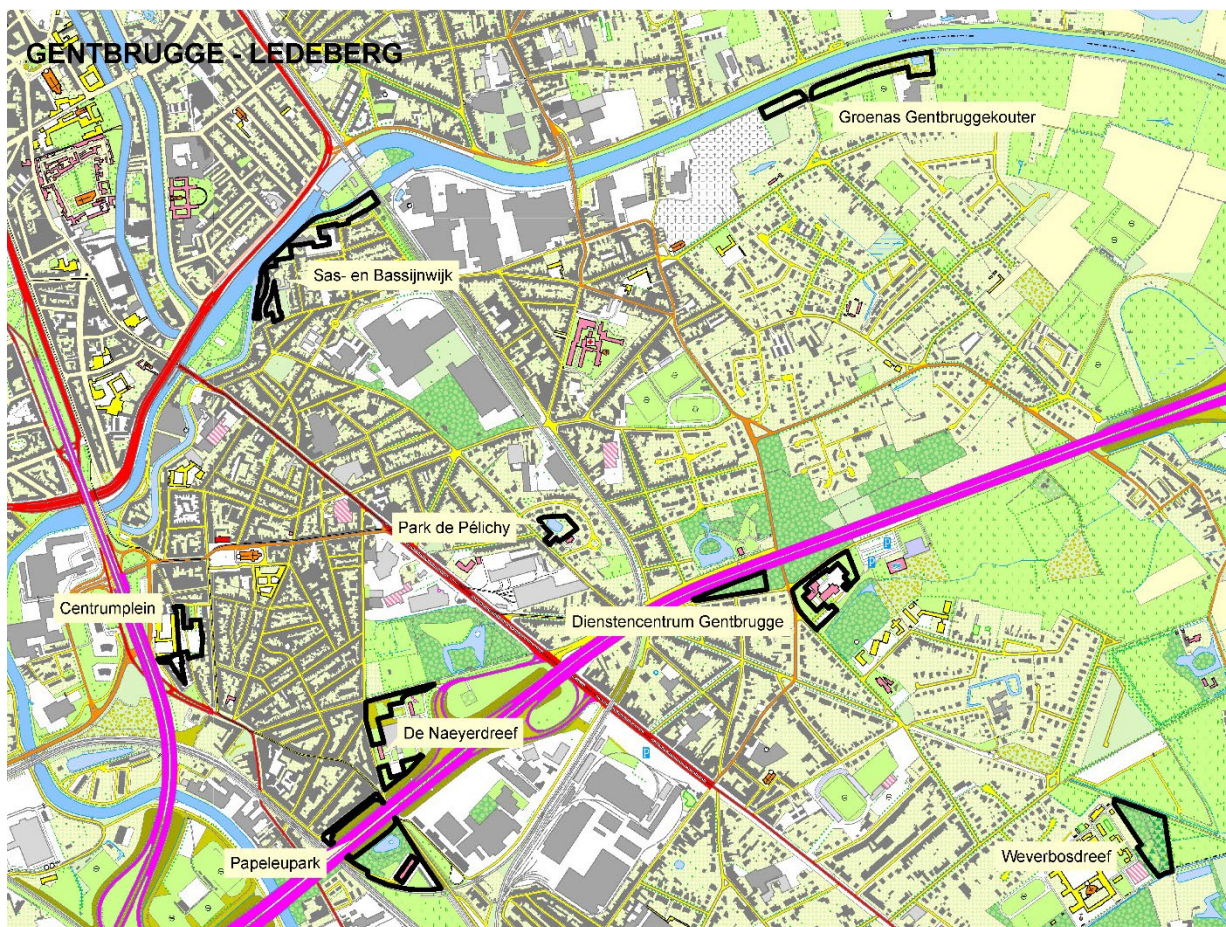 GENTBRUGGE - LEDEBERG
Groenas Gentbruggekouter
Sas- en Bassijnwijk
Park de Pélichy
P
P
Centrumplein
Dienstencentrum Gentbrugge
De Naeyerdreef
P
Papeleupark
Weverbosdreef